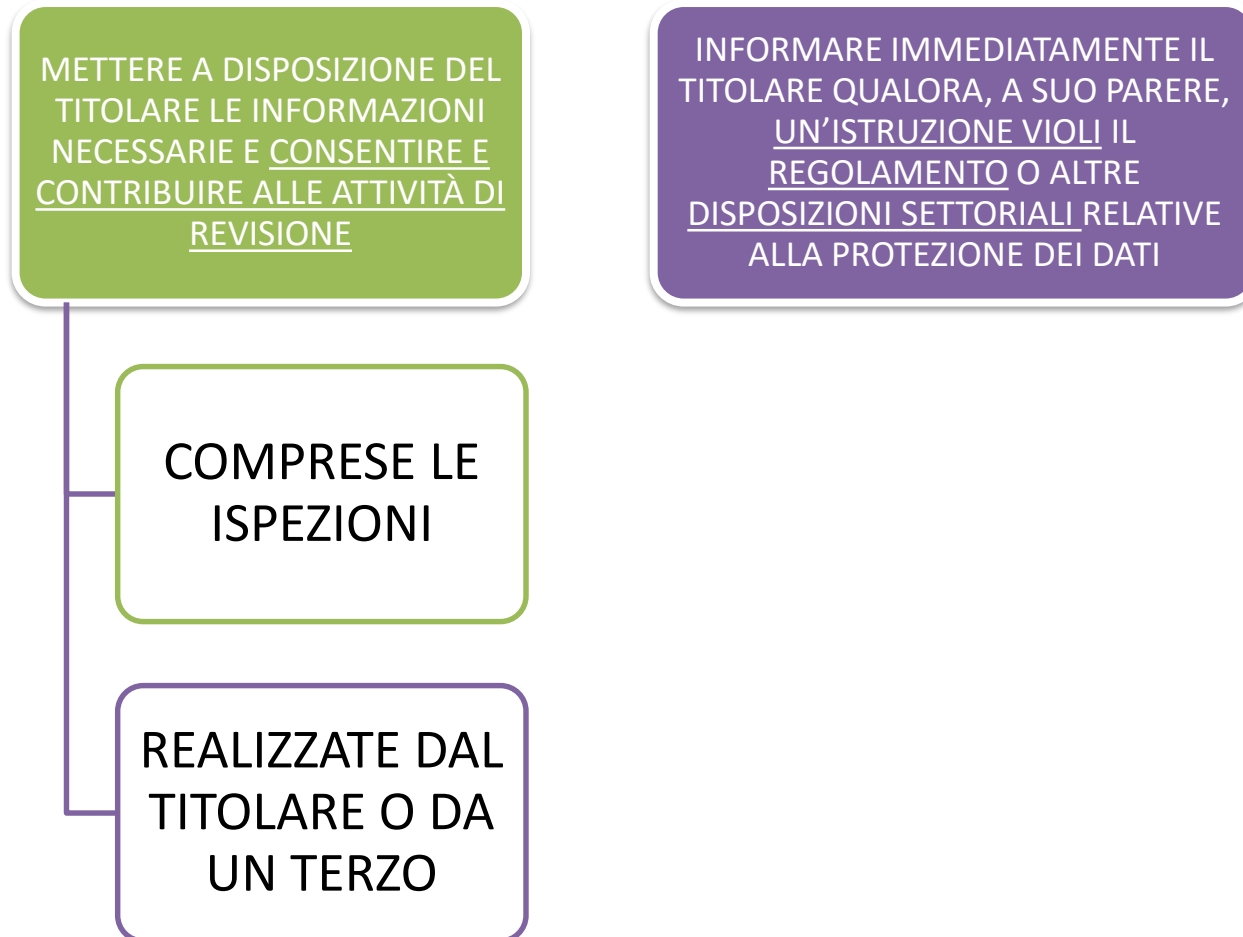 METTERE A DISPOSIZIONE DEL
TITOLARE LE INFORMAZIONI
NECESSARIE E CONSENTIRE E
CONTRIBUIRE ALLE ATTIVITÀ DI
REVISIONE
COMPRESE LE
ISPEZIONI
REALIZZATE DAL
TITOLARE O DA
UN TERZO
INFORMARE IMMEDIATAMENTE IL
TITOLARE QUALORA, A SUO PARERE,
UN’ISTRUZIONE VIOLI IL
REGOLAMENTO O ALTRE
DISPOSIZIONI SETTORIALI RELATIVE
ALLA PROTEZIONE DEI DATI